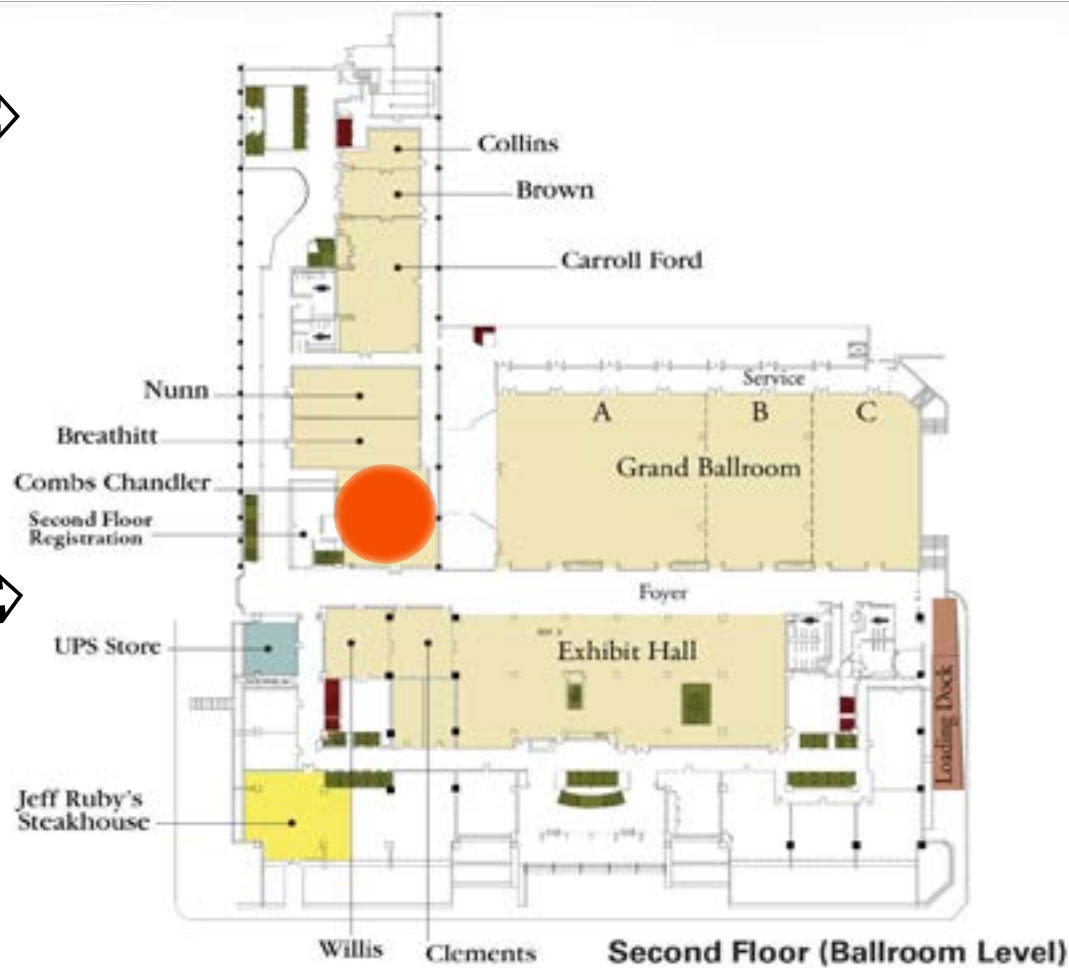 Collins
Brown
Carroll Ford
Service
Nunn
A
B
C
Breathitt
Grand Ballroom
Combs Chandler
Second Floor
Registration
Foyer
UPS Store
Exhibit Hall
Loading Dock
Jeff Ruby's
Steakhouse
Willis
Clements
Second Floor (Ballroom Level)